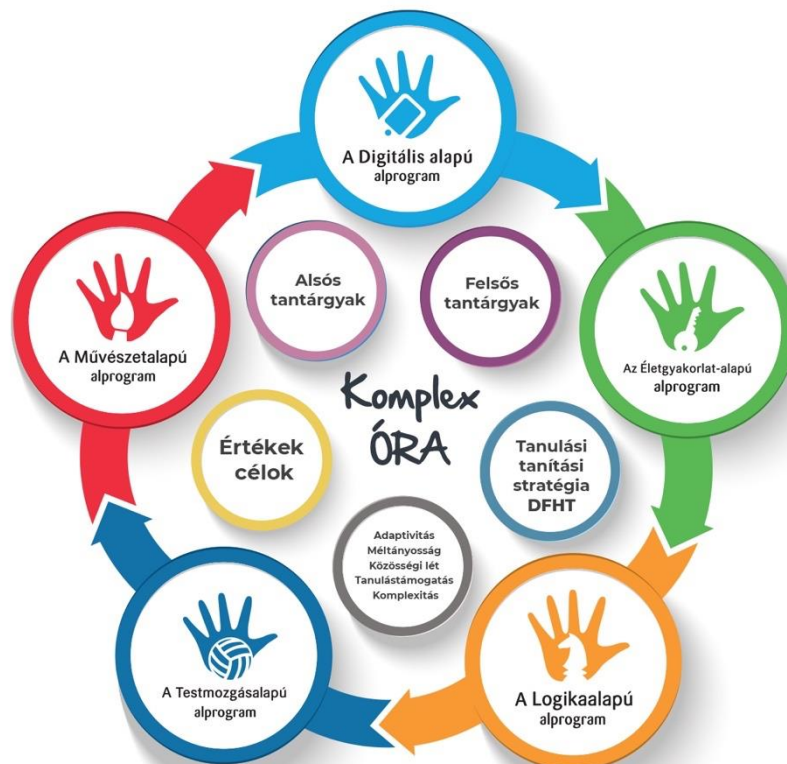 A Digitális alapú
alprogram
Alsós
tantárgyak
Felsős
tantárgyak
A Művészetalapú
alprogram
Az Életgyakorlat-alapú
alprogram
Komplex
ÓRA
Értékek
célok
Tanulási
tanítási
stratégia
DFHT
Adaptivitás
Méltányosság
Közösségi lét
Tanulástámogatás
Komplexitás
A Testmozgásalapú
alprogram
A Logikaalapú
alprogram